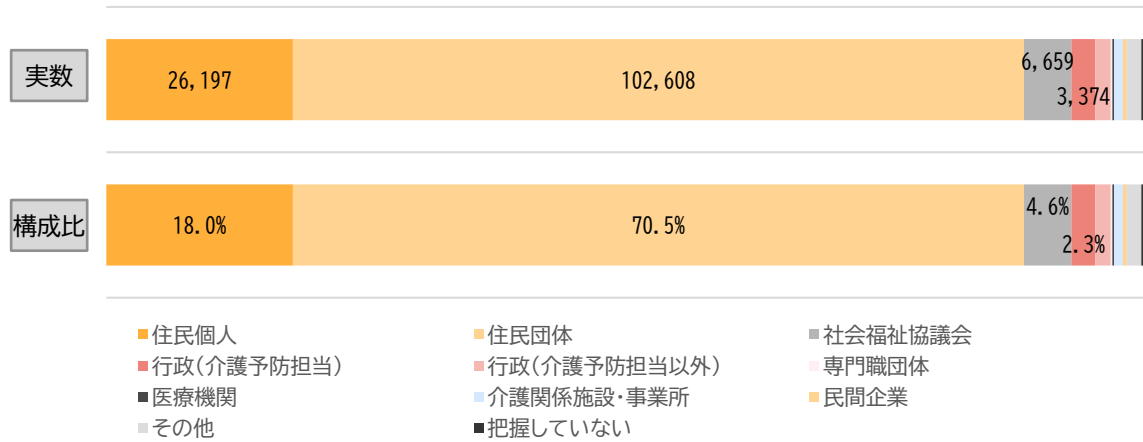 実数
26,197
102,608
6,659
3,374
構成比
18.0%
70.5%
4.6%
2.3%
住民個人 住民団体 社会福祉協議会
行政(介護予防担当) 行政(介護予防担当以外) 専門職団体
医療機関 介護関係施設・事業所 民間企業
その他 把握していない